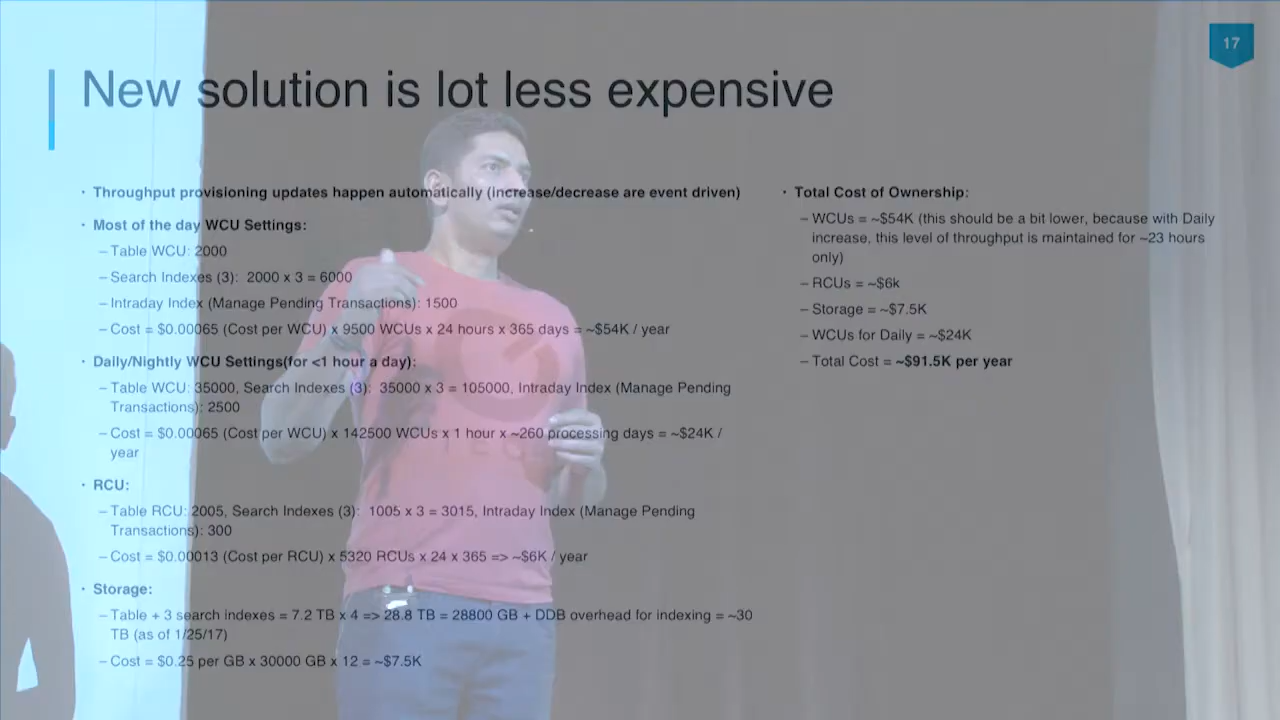 17
New solution is lot less expensive
· Throughput provisioning updates happen automatically (increase/decrease are event driven)
· Most of the day WCU Settings:
– Table WCU: 2000
– Search Indexes (3): 2000 x 3 = 6000
– Intraday Index (Manage Pending Transactions): 1500
– Cost = $0.00065 (Cost per WCU) x 9500 WCUs x 24 hours x 365 days = ~$54K / year
· Daily/Nightly WCU Settings(for <1 hour a day):
– Table WCU: 35000, Search Indexes (3): 35000 x 3 = 105000, Intraday Index (Manage Pending
Transactions): 2500
– Cost = $0.00065 (Cost per WCU) x 142500 WCUs x 1 hour x ~260 processing days = ~$24K /
year
· RCU:
– Table RCU: 2005, Search Indexes (3): 1005 x 3 = 3015, Intraday Index (Manage Pending
Transactions): 300
– Cost = $0.00013 (Cost per RCU) x 5320 RCUs x 24 x 365 => ~$6K / year
· Storage:
– Table + 3 search indexes = 7.2 TB x 4 => 28.8 TB = 28800 GB + DDB overhead for indexing = ~30
TB (as of 1/25/17)
– Cost = $0.25 per GB x 30000 GB x 12 = ~$7.5K
· Total Cost of Ownership:
– WCUs = ~$54K (this should be a bit lower, because with Daily
increase, this level of throughput is maintained for ~23 hours
only)
– RCUs = ~$6k
– Storage = ~$7.5K
– WCUs for Daily = ~$24K
– Total Cost = ~$91.5K per year